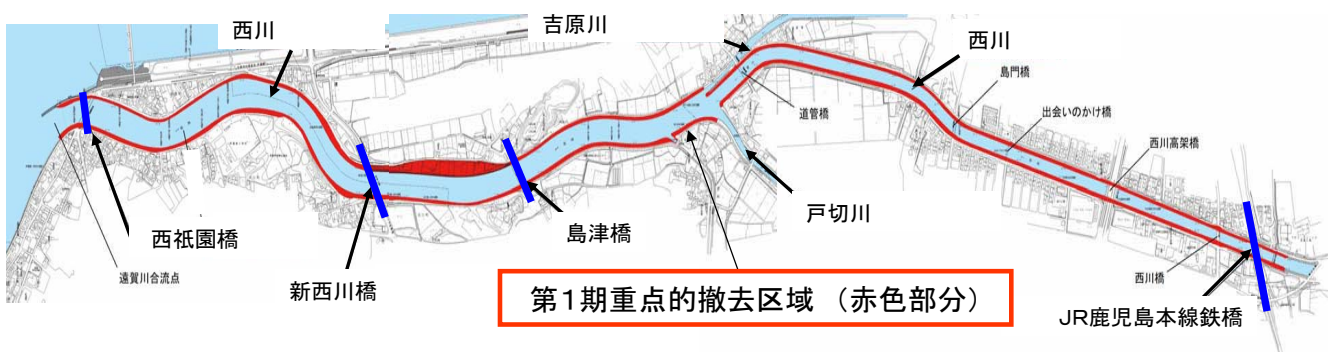 西川
吉原川
西川
島門橋
道管橋
出会いのかけ橋
西川高架橋
戸切川
西祇園橋
島津橋
遠賀川合流点
新西川橋
西川橋
第1期重点的撤去区域 (赤色部分)
JR鹿児島本線鉄橋